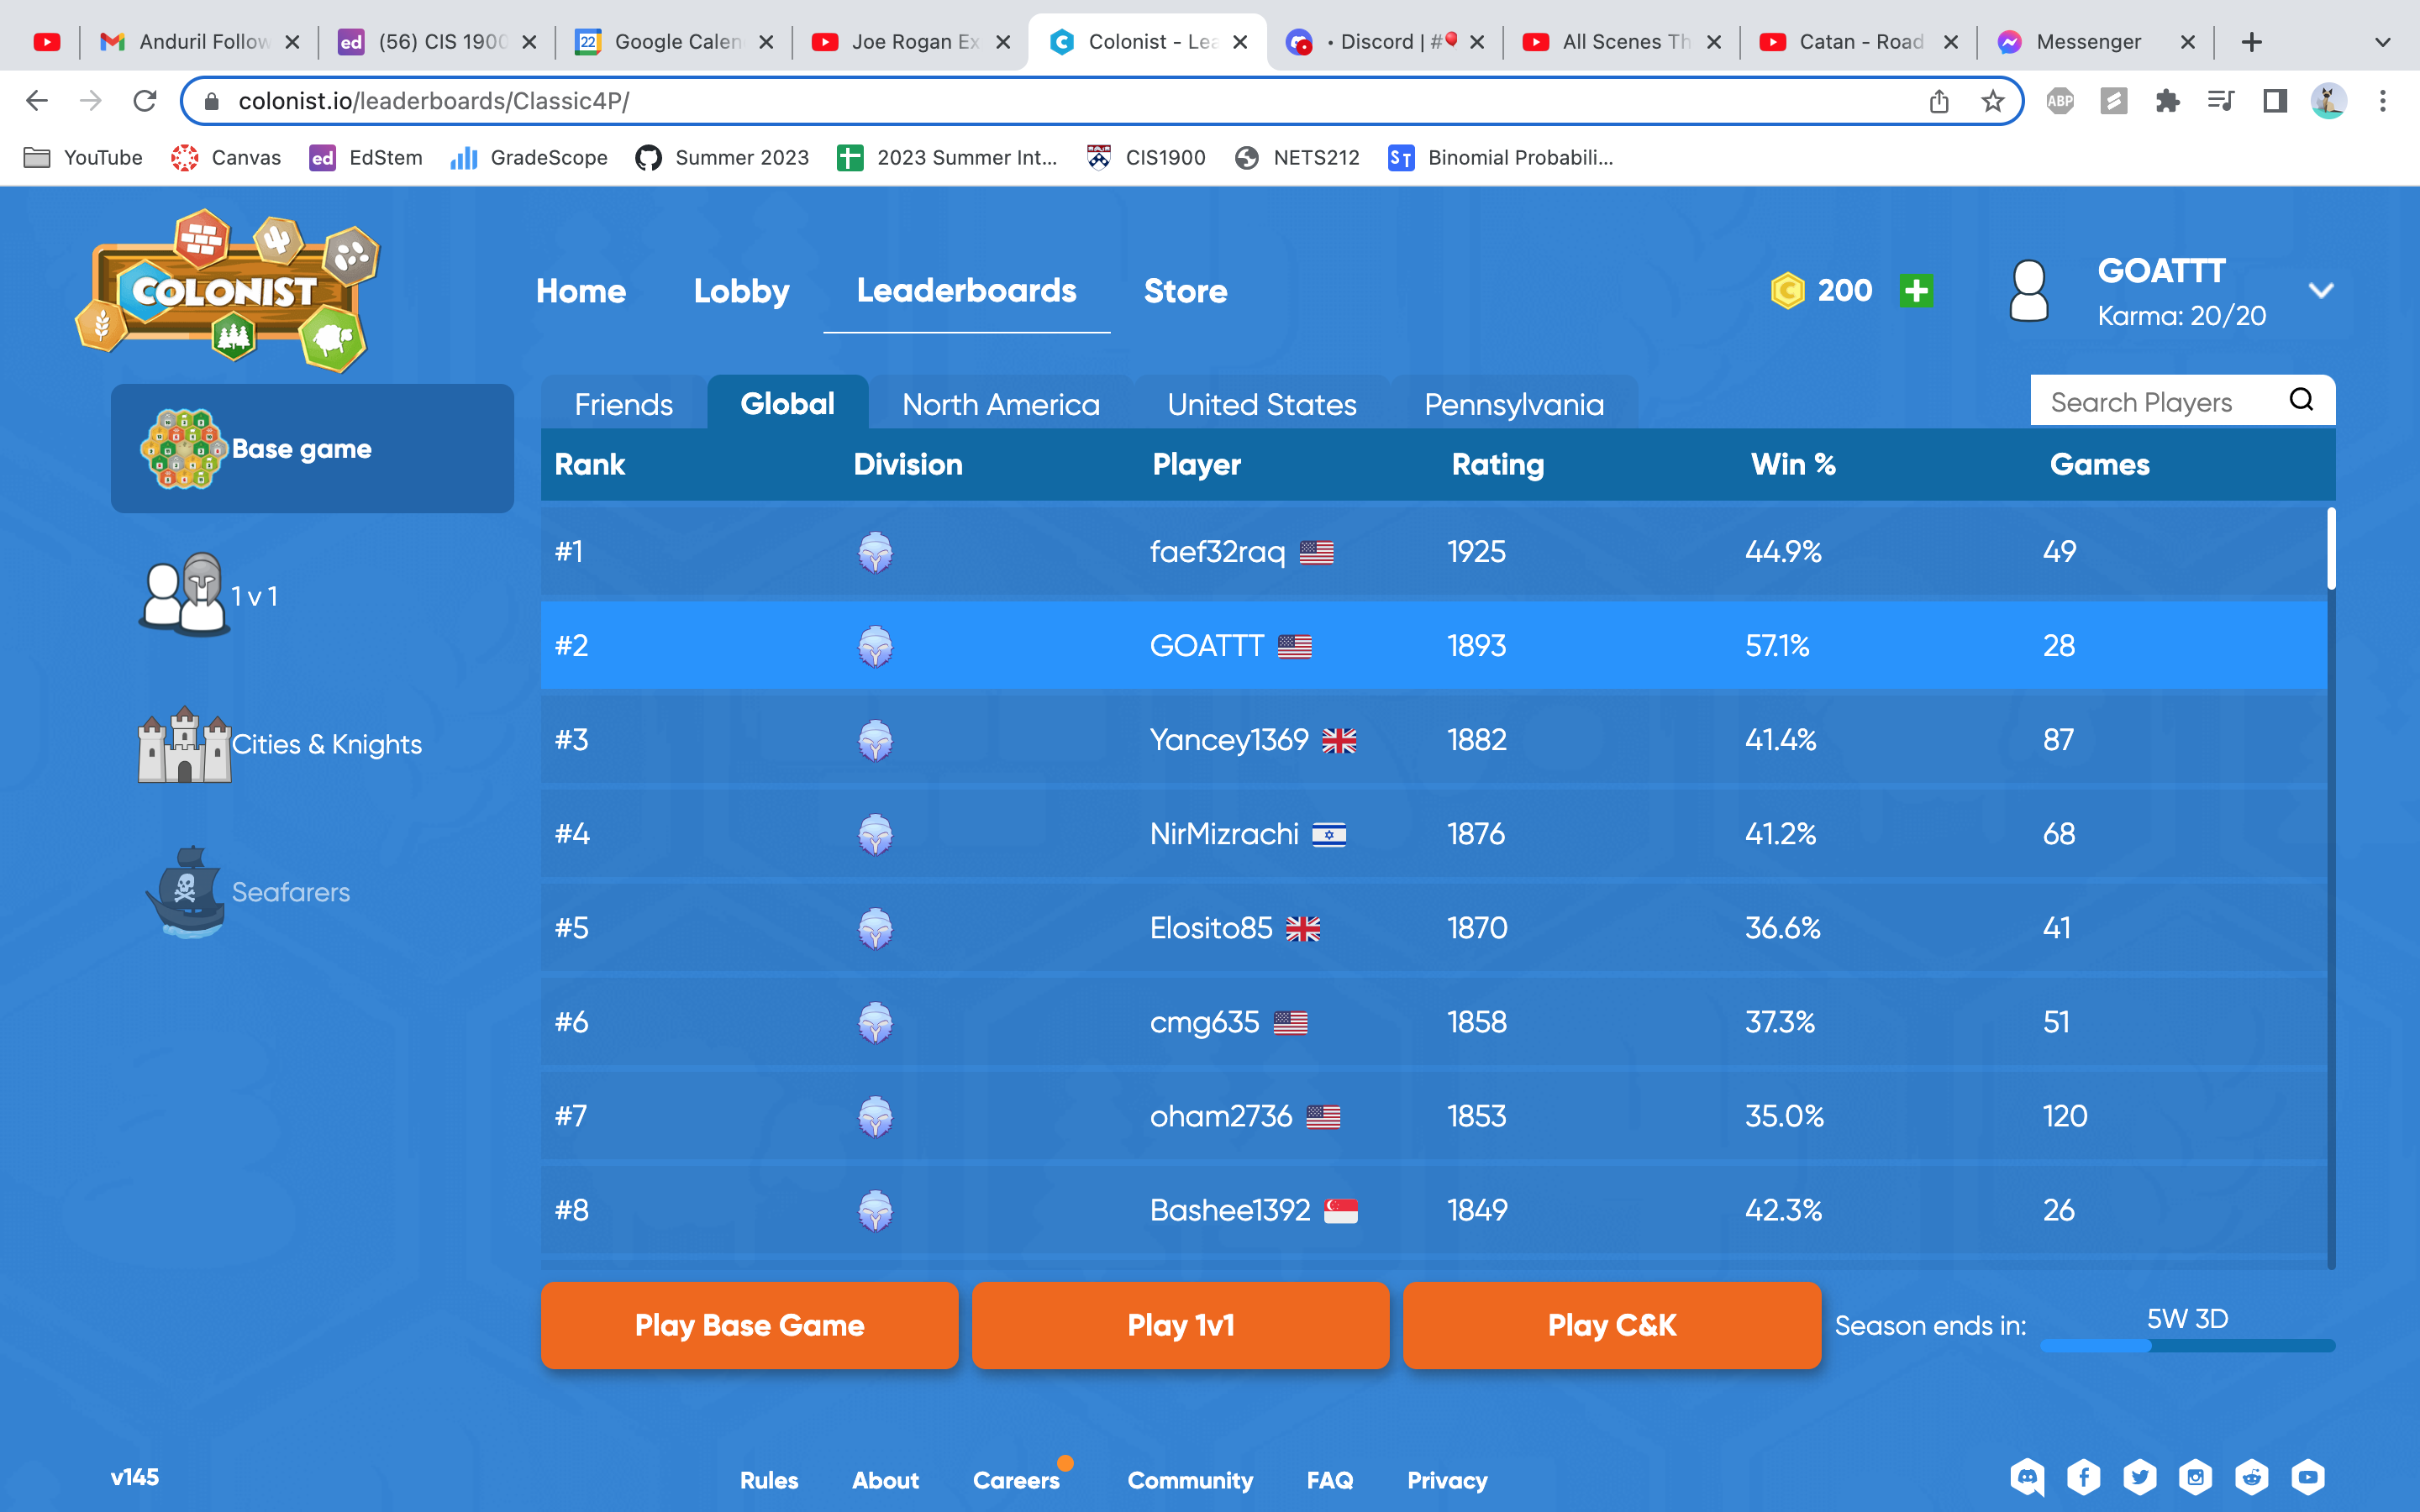 Anduril Follow
ed (56) CIS 1900
22 Google Calen
Joe Rogan Ex
Colonist - Lea
• Discord | #
All Scenes Th
Catan - Road
Messenger
colonist.io/leaderboards/Classic4P/
ABP
YouTube
Canvas
ed EdStem
GradeScope
Summer 2023
2023 Summer Int...
CIS1900
NETS212
ST Binomial Probabili...
COLONIST
Home Lobby Leaderboards Store
C 200
GOATTT
Karma: 20/20
Friends Global North America United States Pennsylvania
Search Players
Base game
1 v 1
Cities & Knights
Seafarers
Rank Division Player Rating Win % Games
#1 faef32raq 1925 44.9% 49
#2 GOATTT 1893 57.1% 28
#3 Yancey1369 1882 41.4% 87
#4 NirMizrachi 1876 41.2% 68
#5 Elosito85 1870 36.6% 41
#6 cmg635 1858 37.3% 51
#7 oham2736 1853 35.0% 120
#8 Bashee1392 1849 42.3% 26
Play Base Game Play 1v1 Play C&K
Season ends in: 5W 3D
v145
Rules About Careers Community FAQ Privacy